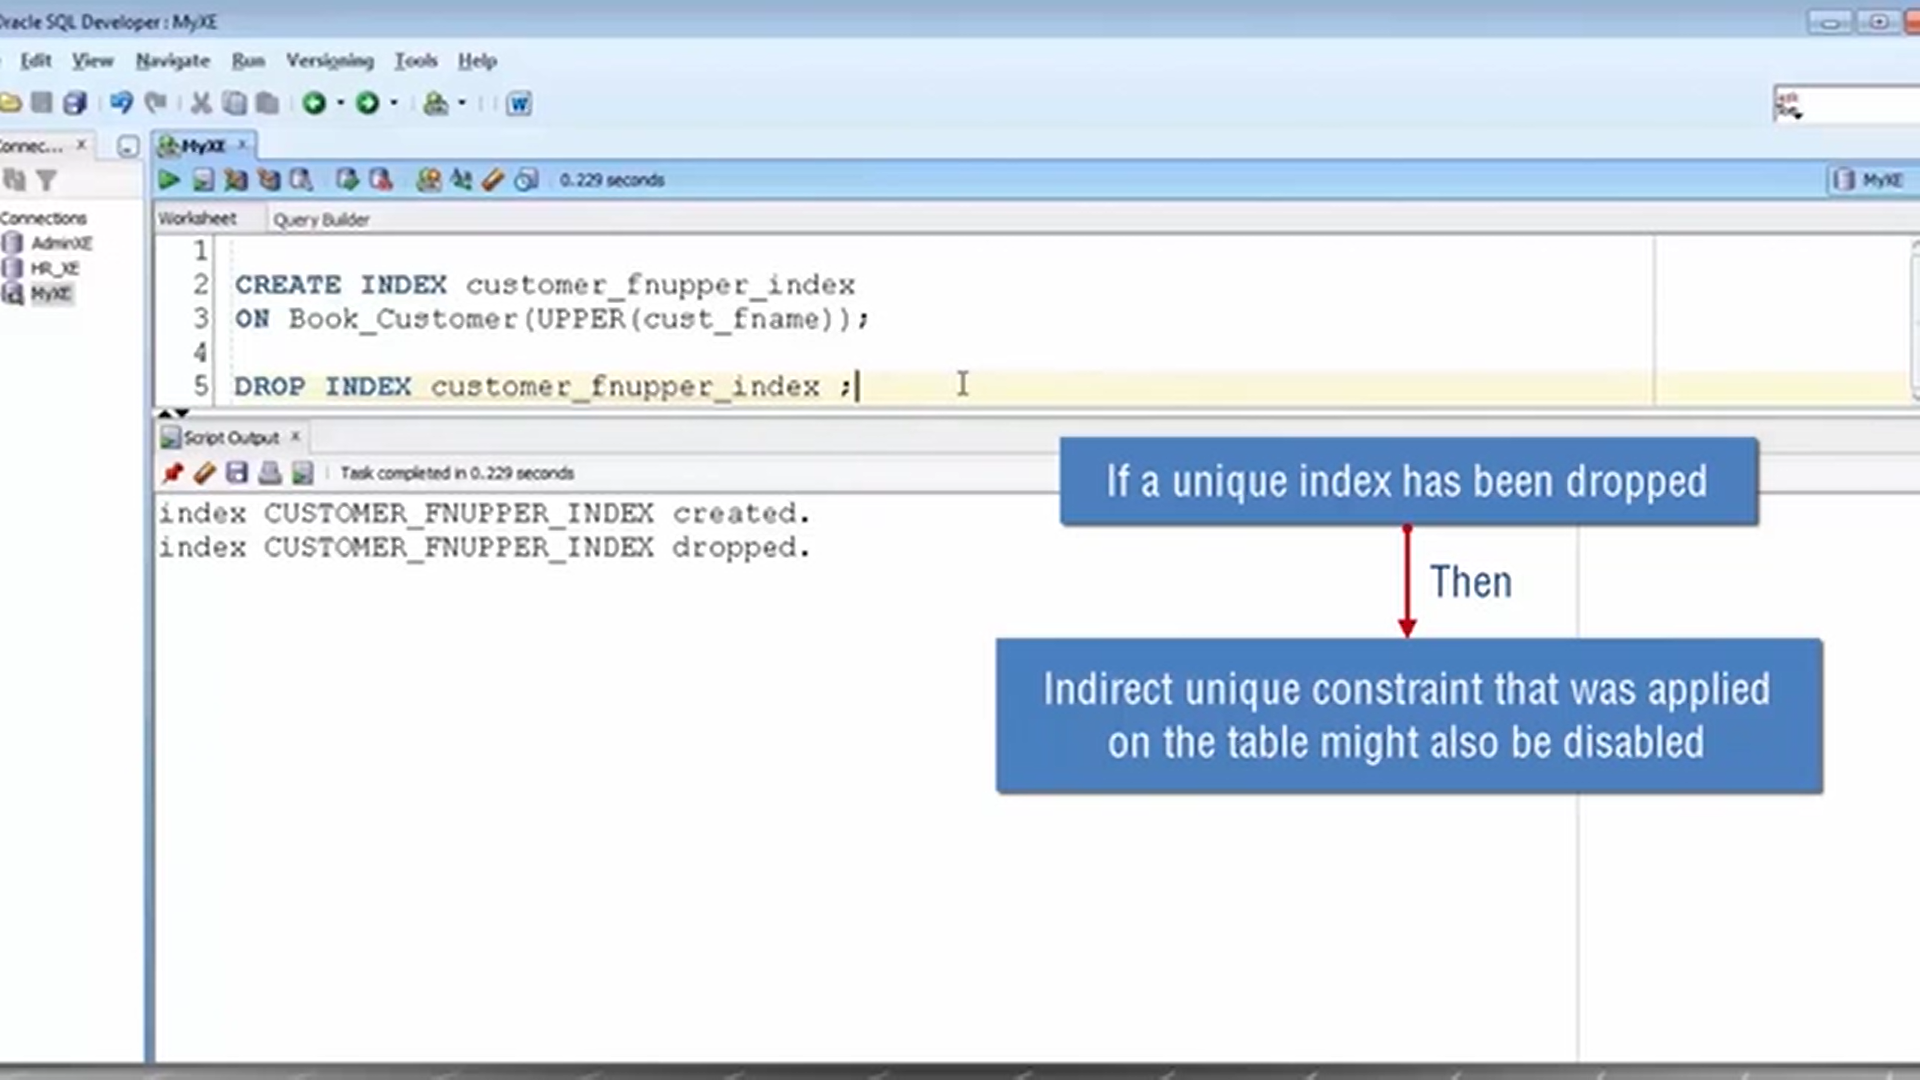 Oracle SQL Developer : MyXE
Edit View Navigate Run Versioning Tools Help
Connec... MyXE
0.229 seconds MyXE
Connections
AdminXE
HR_XE
MyXE
Worksheet Query Builder
1
2 CREATE INDEX customer_fnupper_index
3 ON Book_Customer(UPPER(cust_fname));
4
5 DROP INDEX customer_fnupper_index ;
Script Output
Task completed in 0.229 seconds
index CUSTOMER_FNUPPER_INDEX created.
index CUSTOMER_FNUPPER_INDEX dropped.
If a unique index has been dropped
Then
Indirect unique constraint that was applied
on the table might also be disabled